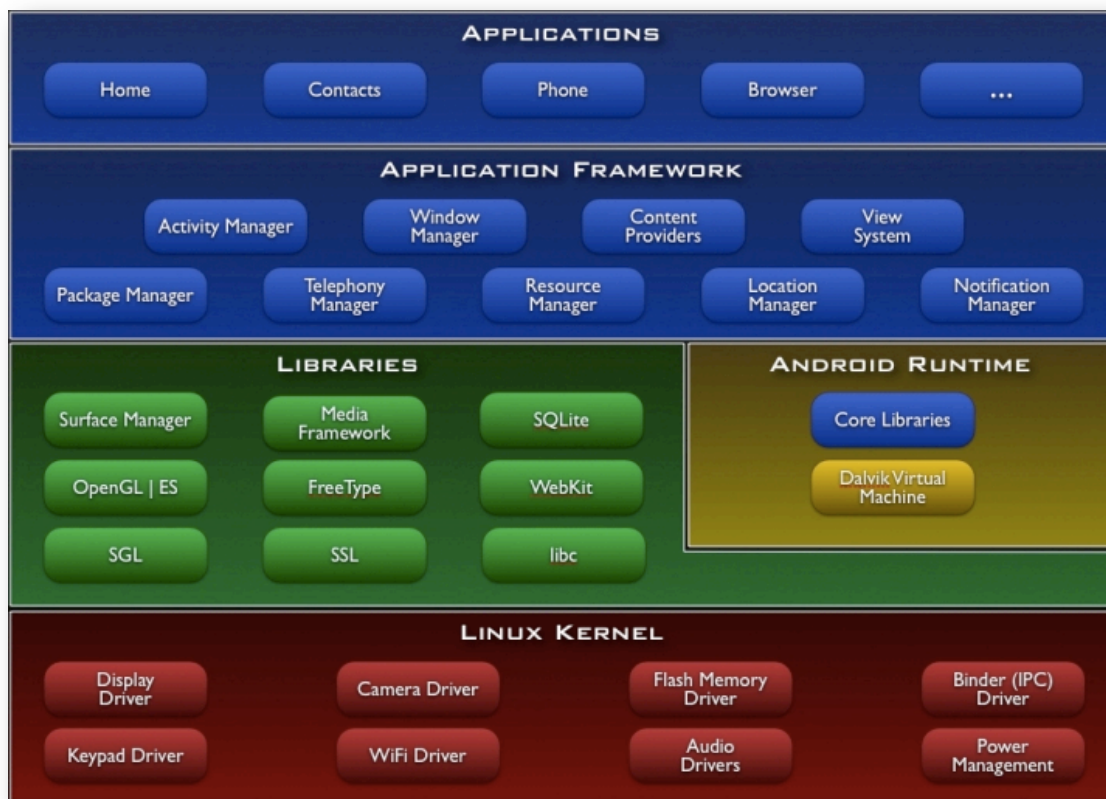 APPLICATIONS
Home
Contacts
Phone
Browser
...
APPLICATION FRAMEWORK
Activity Manager
Window
Manager
Content
Providers
View
System
Package Manager
Telephony
Manager
Resource
Manager
Location
Manager
Notification
Manager
LIBRARIES
Surface Manager
Media
Framework
SQLite
OpenGL | ES
FreeType
WebKit
SGL
SSL
libc
ANDROID RUNTIME
Core Libraries
Dalvik Virtual
Machine
LINUX KERNEL
Display
Driver
Camera Driver
Flash Memory
Driver
Binder (IPC)
Driver
Keypad Driver
WiFi Driver
Audio
Drivers
Power
Management